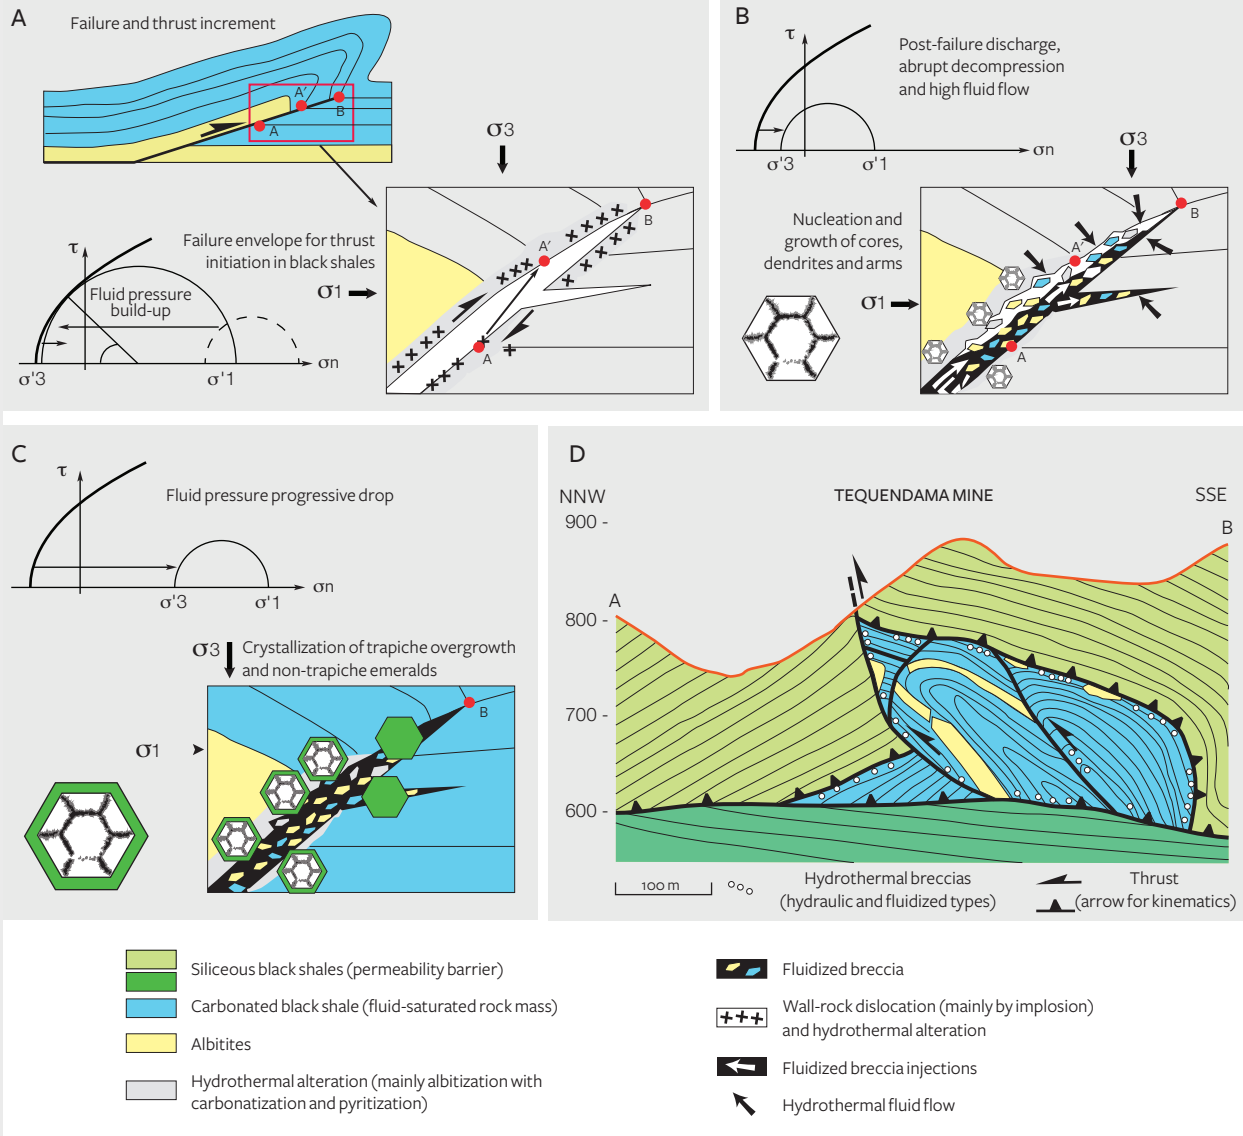 A
Failure and thrust increment
A′
B
A
σ3
τ
Failure envelope for thrust
initiation in black shales
Fluid pressure
build-up
σ1
σn
σ'3
σ'1
B
A′
A
B
τ
Post-failure discharge,
abrupt decompression
and high fluid flow
σn
σ'3
σ'1
σ3
Nucleation and
growth of cores,
dendrites and arms
σ1
B
A′
A
C
τ
Fluid pressure progressive drop
σn
σ'3
σ'1
σ3
Crystallization of trapiche overgrowth
and non-trapiche emeralds
σ1
B
D
NNW
TEQUENDAMA MINE
SSE
900 -
B
A
800 -
700 -
600 -
100 m
Hydrothermal breccias
(hydraulic and fluidized types)
Thrust
(arrow for kinematics)
Siliceous black shales (permeability barrier)
Carbonated black shale (fluid-saturated rock mass)
Albitites
Hydrothermal alteration (mainly albitization with
carbonatization and pyritization)
Fluidized breccia
Wall-rock dislocation (mainly by implosion)
and hydrothermal alteration
Fluidized breccia injections
Hydrothermal fluid flow